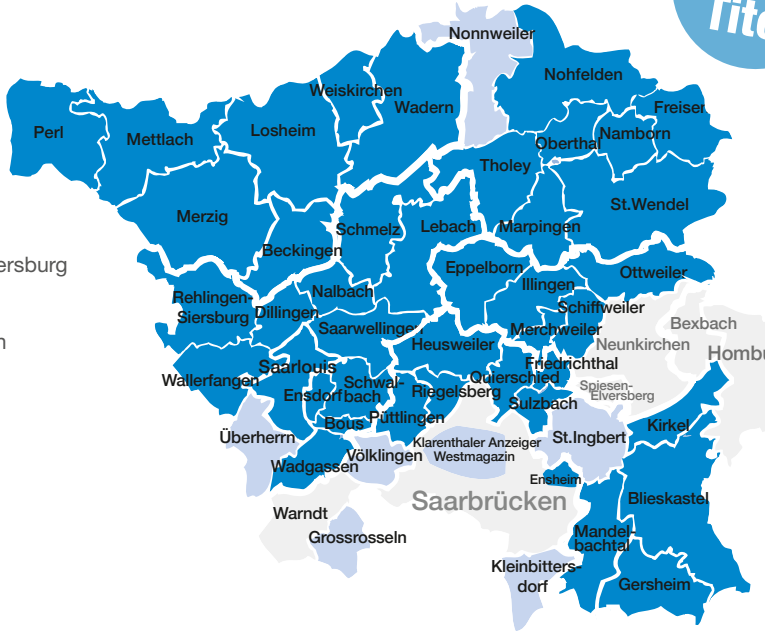 Tite
Nonnweiler
Nohfelden
Weiskirchen
Wadern
Freisen
Perl
Mettlach
Losheim
Oberthal
Namborn
Tholey
Merzig
St.Wendel
Schmelz
Lebach
Marpingen
Beckingen
ersburg
Eppelborn
Ottweiler
Illingen
Nalbach
Rehlingen-
Siersburg
Dillingen
Schiffweiler
Saarwellingen
Merchweiler
Bexbach
n
Heusweiler
Neunkirchen
Hombu
Friedrichthal
Saarlouis
Wallerfangen
Schwal-
bach
Quierschied
Spiesen-
Elversberg
Ensdorf
Riegelsberg
Sulzbach
Bous
Püttlingen
Kirkel
Überherrn
Klarenthaler Anzeiger
Westmagazin
St.Ingbert
Völklingen
Wadgassen
Ensheim
Blieskastel
Saarbrücken
Warndt
Mandel-
bachtal
Grossrosseln
Kleinbitters-
dorf
Gersheim